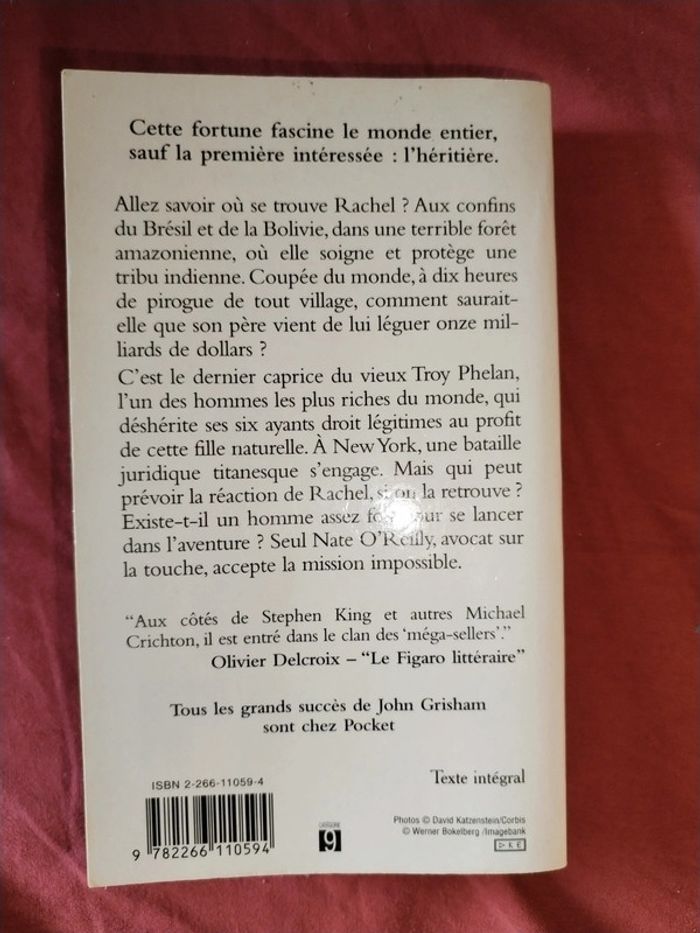 Cette fortune fascine le monde entier,
sauf la première intéressée : l'héritière.
Allez savoir où se trouve Rachel ? Aux confins
du Brésil et de la Bolivie, dans une terrible forêt
amazonienne, où elle soigne et protège une
tribu indienne. Coupée du monde, à dix heures
de pirogue de tout village, comment saurait-
elle que son père vient de lui léguer onze mil-
liards de dollars ?
C'est le dernier caprice du vieux Troy Phelan,
l'un des hommes les plus riches du monde, qui
déshérite ses six ayants droit légitimes au profit
de cette fille naturelle. À New York, une bataille
juridique titanesque s'engage. Mais qui peut
prévoir la réaction de Rachel, si on la retrouve ?
Existe-t-il un homme assez se lancer
dans l'aventure ? Seul Nate O'Reilly, avocat sur
la touche, accepte la mission impossible.
"Aux côtés de Stephen King et autres Michael
Crichton, il est entré dans le clan des 'méga-sellers'."
Olivier Delcroix – "Le Figaro littéraire"
Tous les grands succès de John Grisham
sont chez Pocket
Texte intégral
ISBN 2-266-11059-4
Photos © David Katzenstein/Corbis
© Werner Bokelberg /Imagebank
CATÉGORIE
9
9 782266 110594